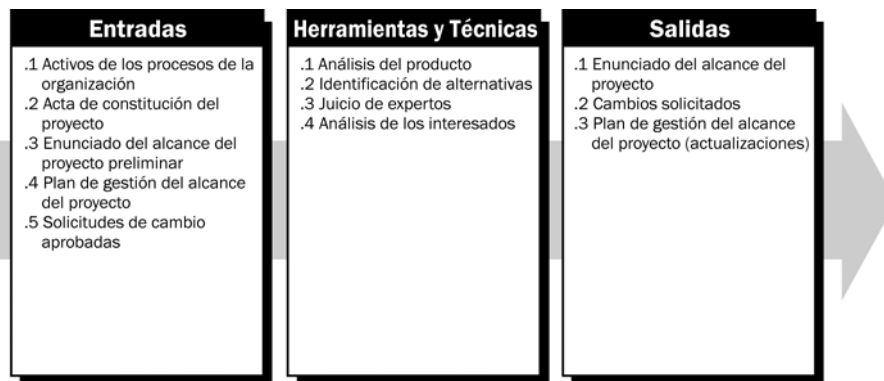 Entradas
.1 Activos de los procesos de la
organización
.2 Acta de constitución del
proyecto
.3 Enunciado del alcance del
proyecto preliminar
.4 Plan de gestión del alcance
del proyecto
.5 Solicitudes de cambio
aprobadas
Herramientas y Técnicas
.1 Análisis del producto
.2 Identificación de alternativas
.3 Juicio de expertos
.4 Análisis de los interesados
Salidas
.1 Enunciado del alcance del
proyecto
.2 Cambios solicitados
.3 Plan de gestión del alcance
del proyecto (actualizaciones)